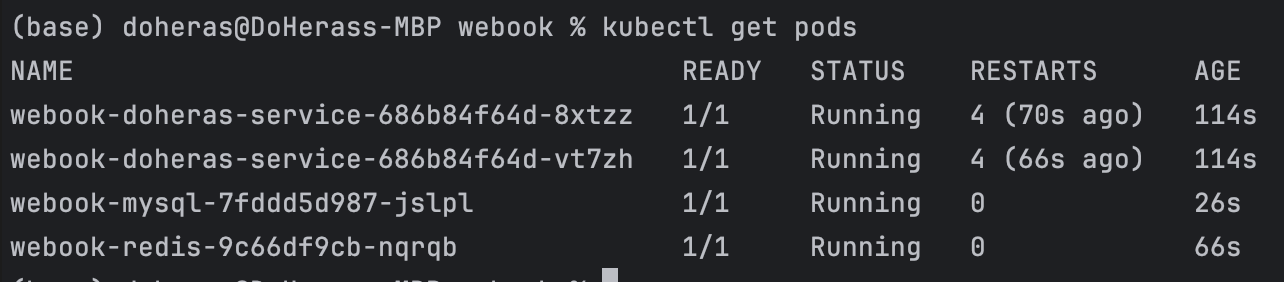 (base) doheras@DoHerass-MBP webook % kubectl get pods
NAME READY STATUS RESTARTS AGE
webook-doheras-service-686b84f64d-8xtzz 1/1 Running 4 (70s ago) 114s
webook-doheras-service-686b84f64d-vt7zh 1/1 Running 4 (66s ago) 114s
webook-mysql-7fddd5d987-jslpl 1/1 Running 0 26s
webook-redis-9c66df9cb-nqrqb 1/1 Running 0 66s